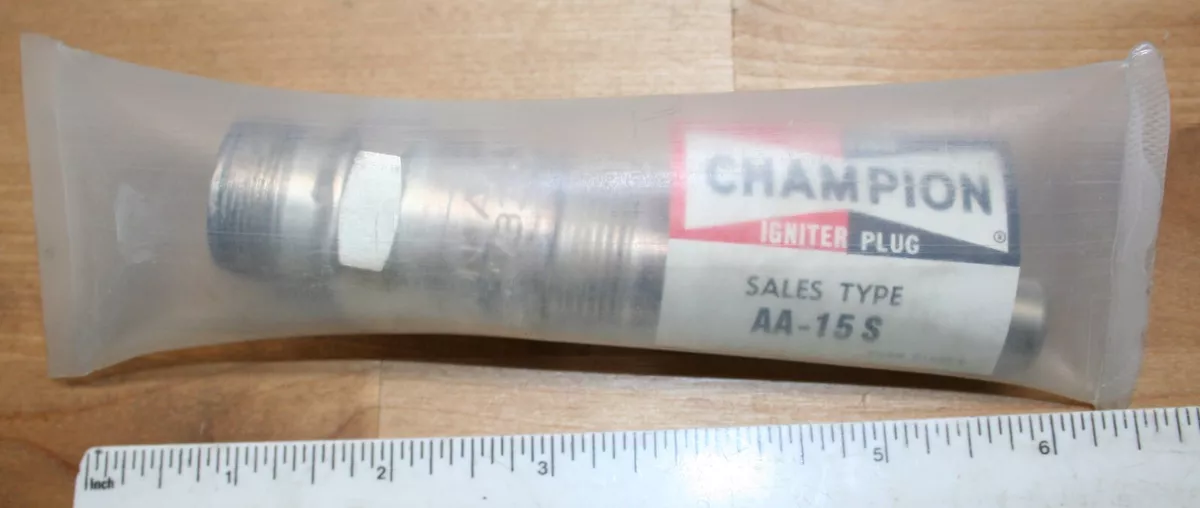 CHAMPION
®
IGNITER PLUG
SALES TYPE
AA-15 S
Inch 1 2 3 5 6